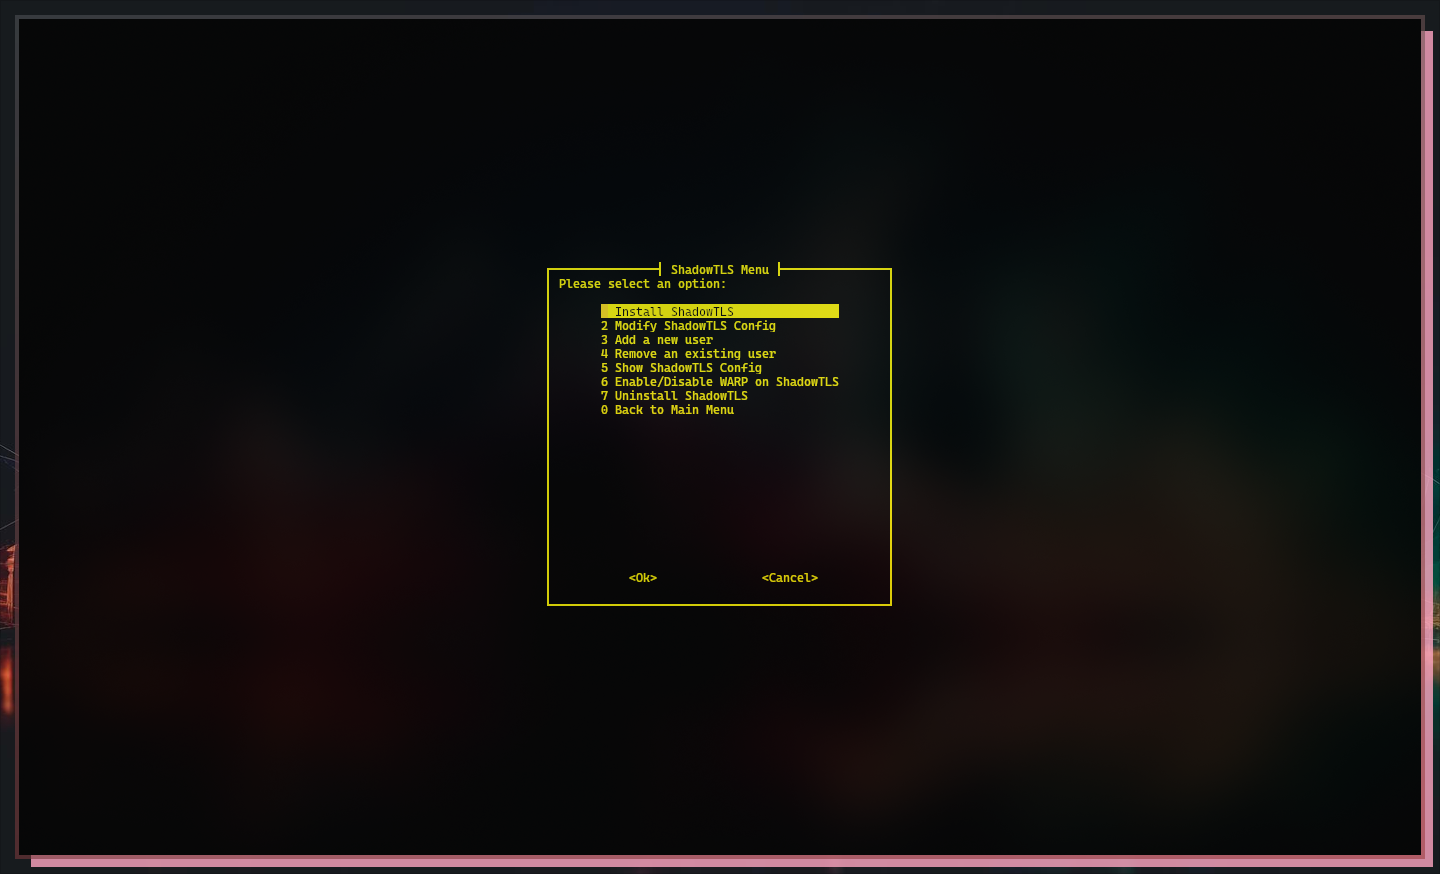 ShadowTLS Menu
Please select an option:
Install ShadowTLS
2 Modify ShadowTLS Config
3 Add a new user
4 Remove an existing user
5 Show ShadowTLS Config
6 Enable/Disable WARP on ShadowTLS
7 Uninstall ShadowTLS
0 Back to Main Menu
<Ok> <Cancel>